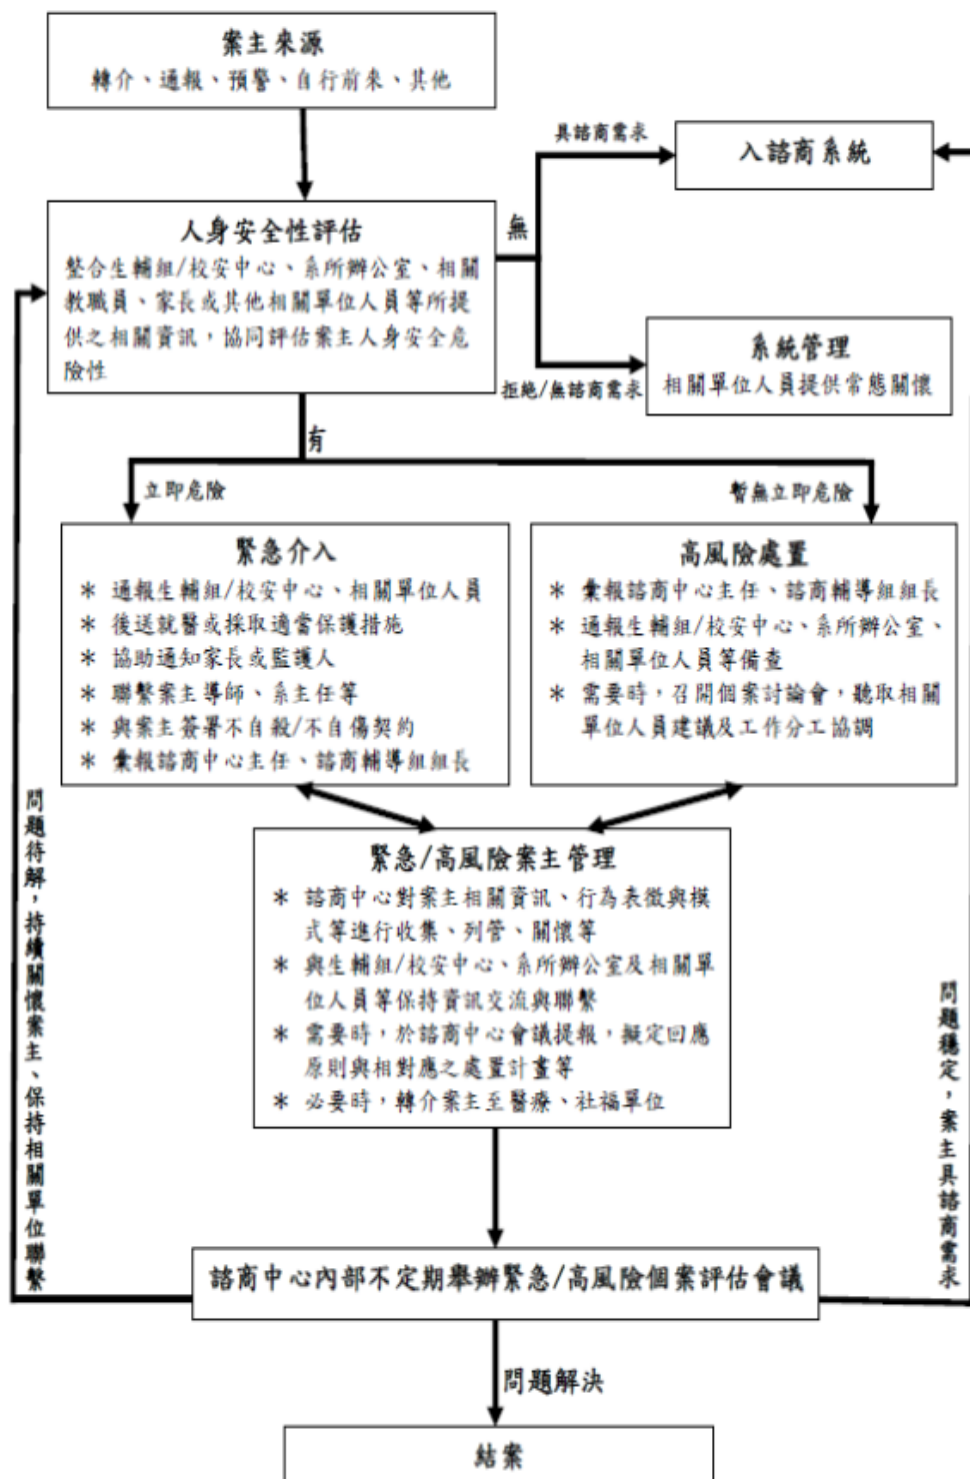 案主來源
轉介、通報、預警、自行前來、其他
具諮商需求
入諮商系統
人身安全性評估
整合生輔組/校安中心、系所辦公室、相關
教職員、家長或其他相關單位人員等所提
供之相關資訊，協同評估案主人身安全危
險性
無
系統管理
相關單位人員提供常態關懷
拒絕/無諮商需求
有
立即危險
暫無立即危險
緊急介入
* 通報生輔組/校安中心、相關單位人員
* 後送就醫或採取適當保護措施
* 協助通知家長或監護人
* 聯繫案主導師、系主任等
* 與案主簽署不自殺/不自傷契約
* 彙報諮商中心主任、諮商輔導組組長
高風險處置
* 彙報諮商中心主任、諮商輔導組組長
* 通報生輔組/校安中心、系所辦公室、
相關單位人員等備查
* 需要時，召開個案討論會，聽取相關
單位人員建議及工作分工協調
緊急/高風險案主管理
* 諮商中心對案主相關資訊、行為表徵與模
式等進行收集、列管、關懷等
* 與生輔組/校安中心、系所辦公室及相關單
位人員等保持資訊交流與聯繫
* 需要時，於諮商中心會議提報，擬定回應
原則與相對應之處置計畫等
* 必要時，轉介案主至醫療、社福單位
問題待解，持續關懷案主、保持相關單位聯繫
問題穩定，案主具諮商需求
諮商中心內部不定期舉辦緊急/高風險個案評估會議
問題解決
結案